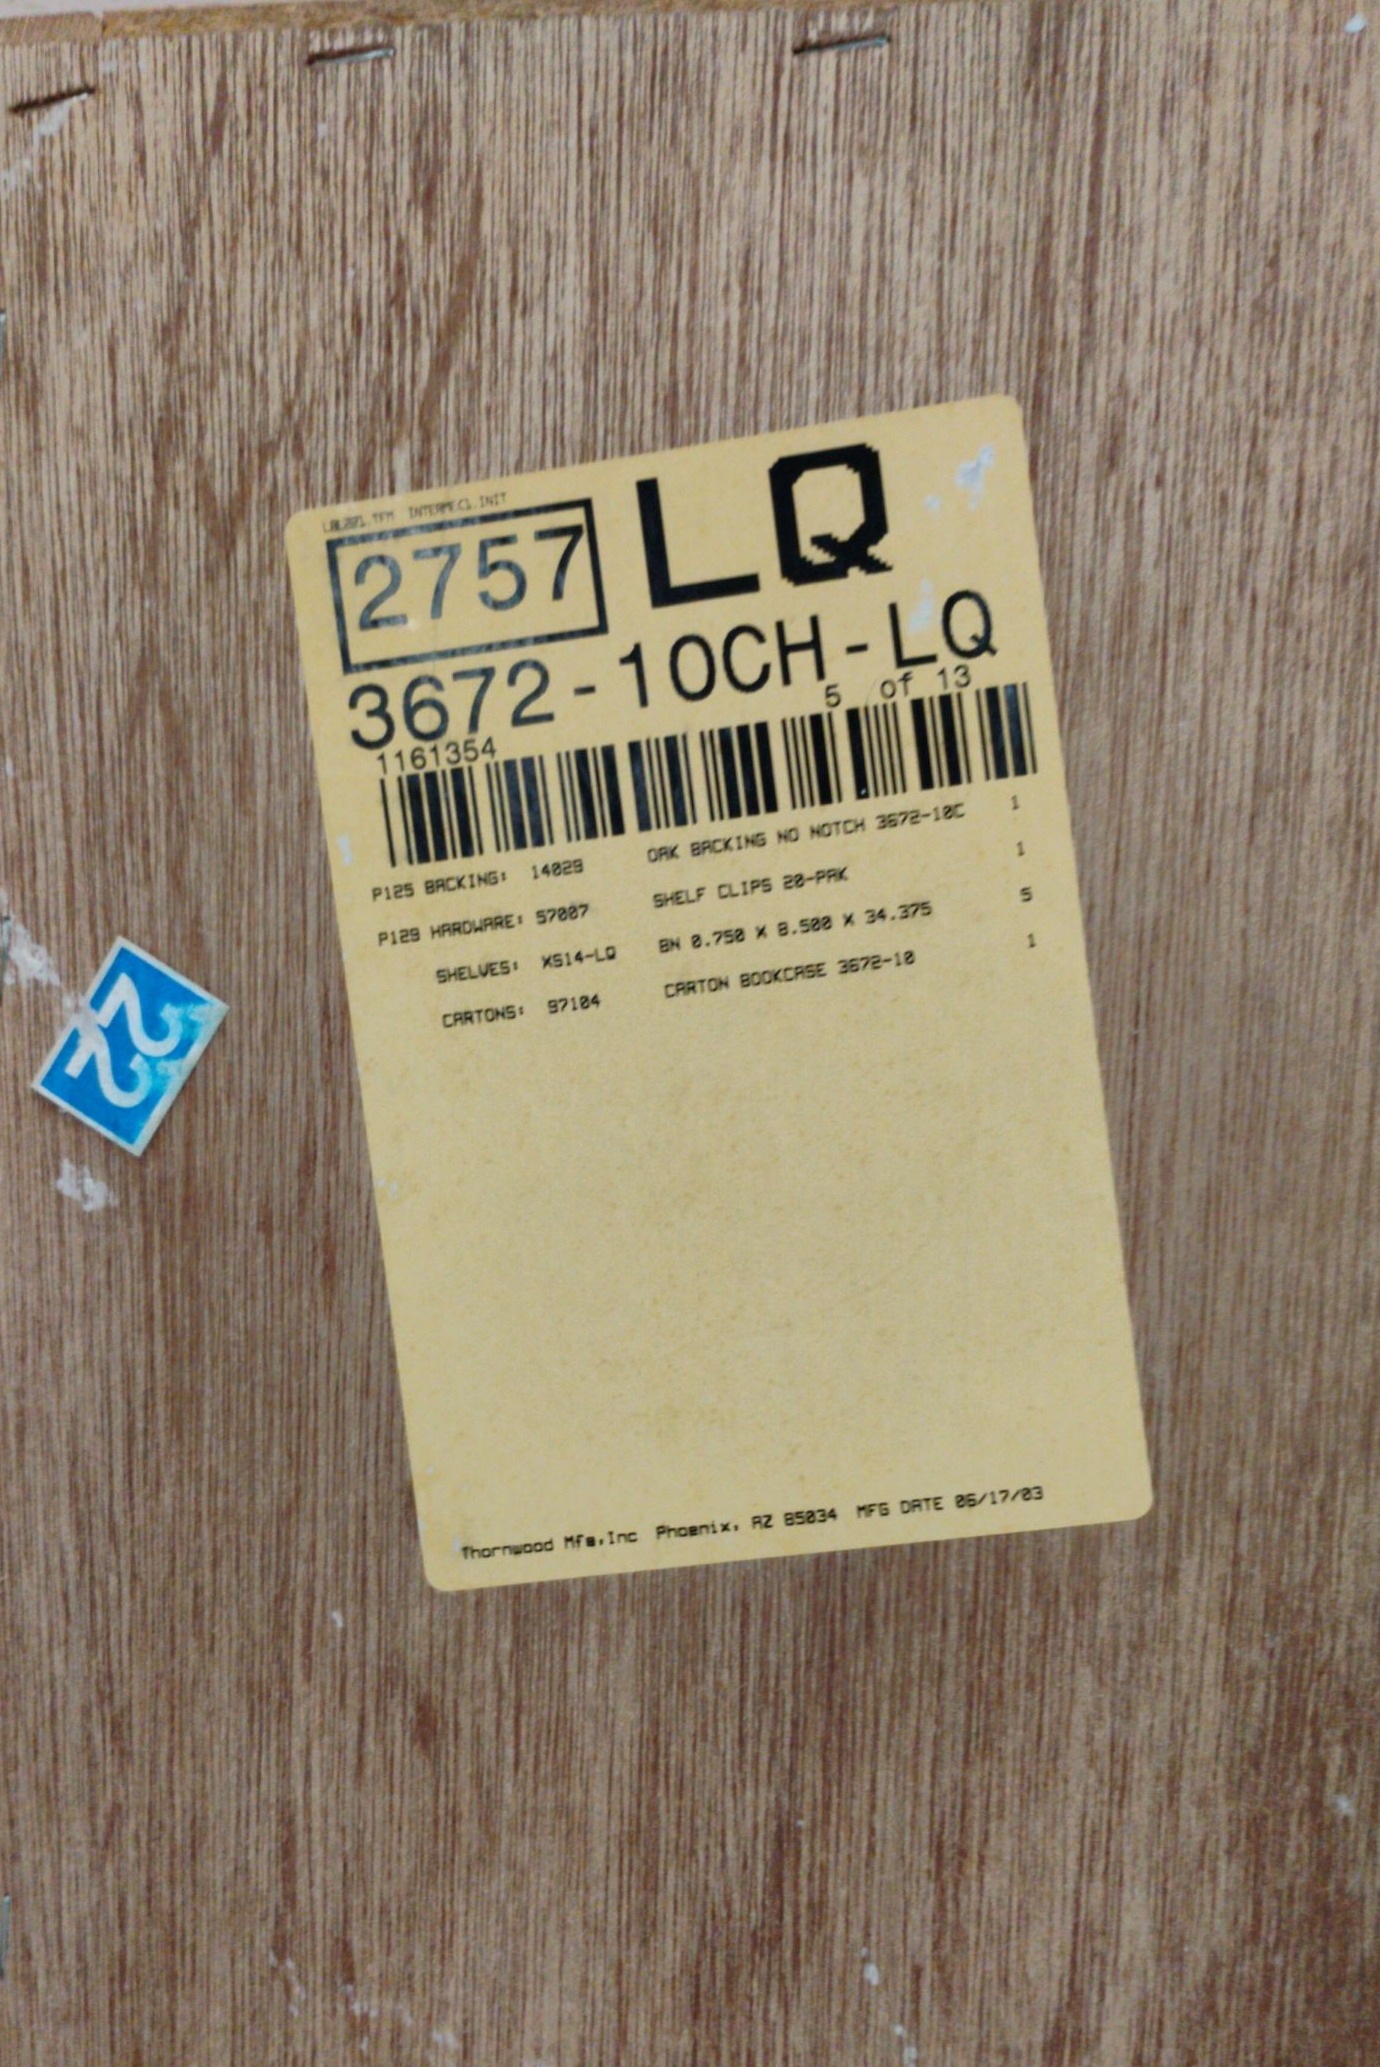 LBL201.TFM INTERMEC1.INIT
2757 LQ
3672-10CH-LQ
5 of 13
1161354
P125 BACKING: 14029 OAK BACKING NO NOTCH 3672-10C 1
P129 HARDWARE: 57007 SHELF CLIPS 20-PAK 1
SHELVES: XS14-LQ BN 0.750 X 8.500 X 34.375 5
CARTONS: 97104 CARTON BOOKCASE 3672-10 1
Thornwood Mfg,Inc Phoenix, AZ 85034 MFG DATE 06/17/03
22